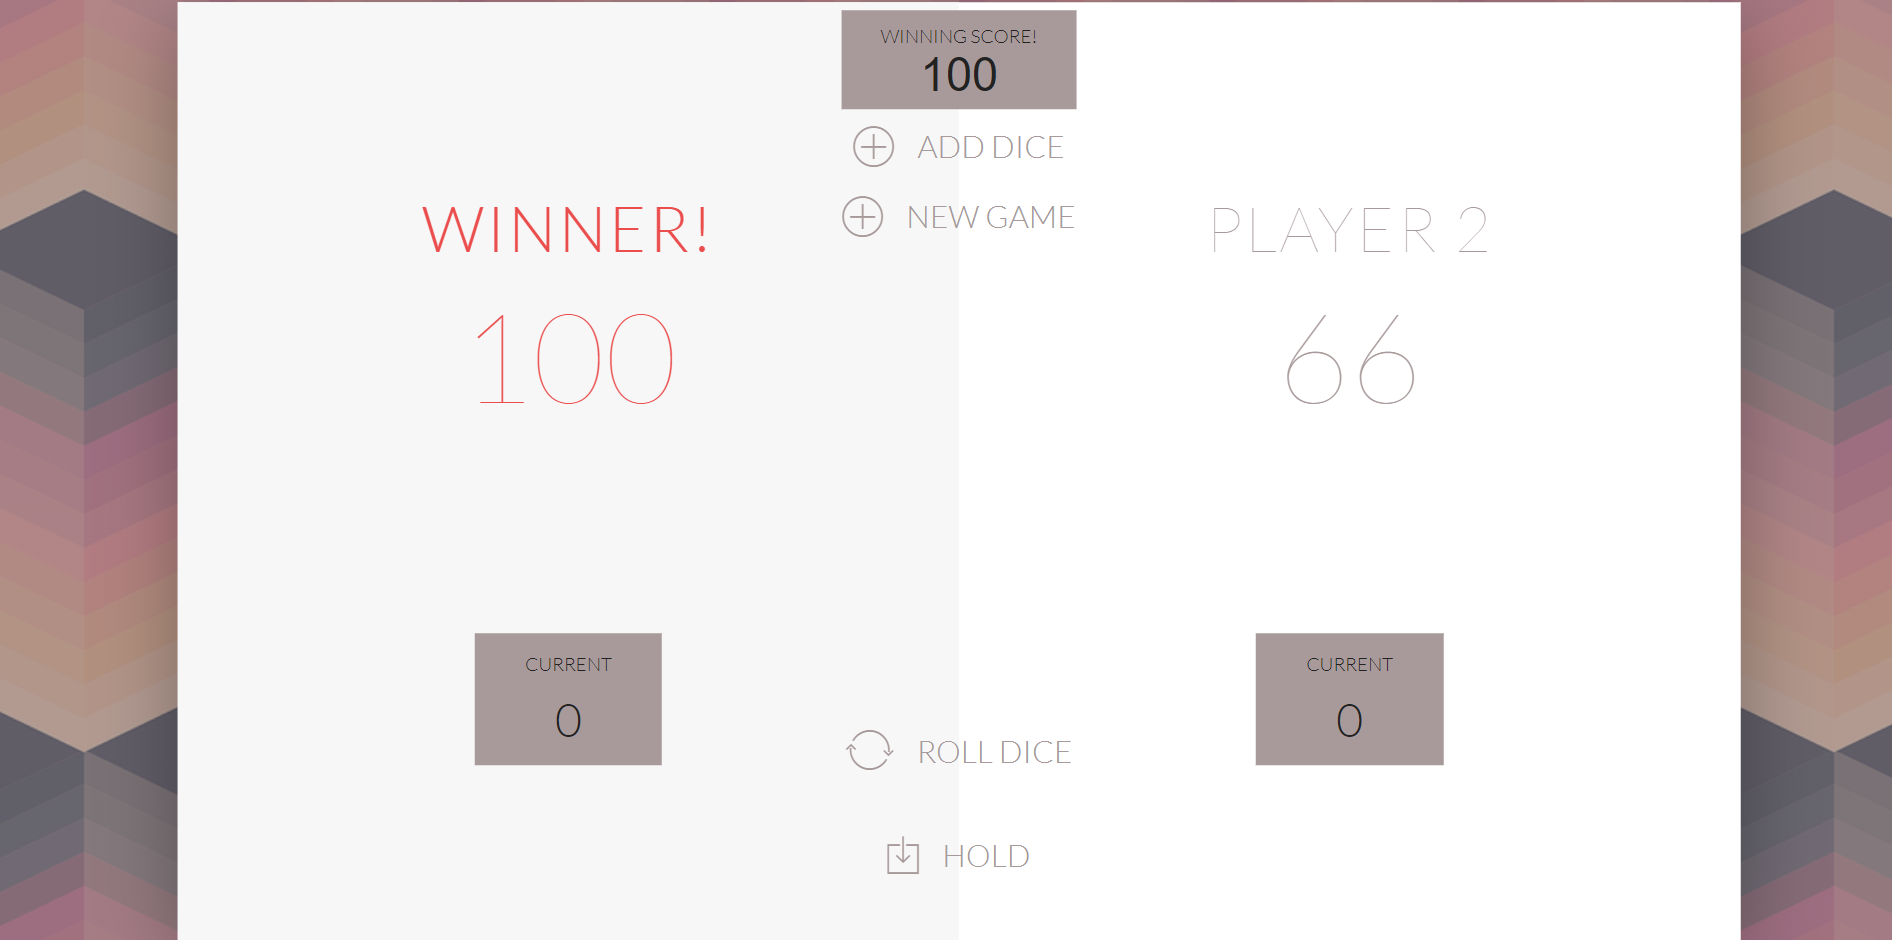 WINNING SCORE!
100
ADD DICE
NEW GAME
WINNER!
100
PLAYER 2
66
CURRENT
0
CURRENT
0
ROLL DICE
HOLD